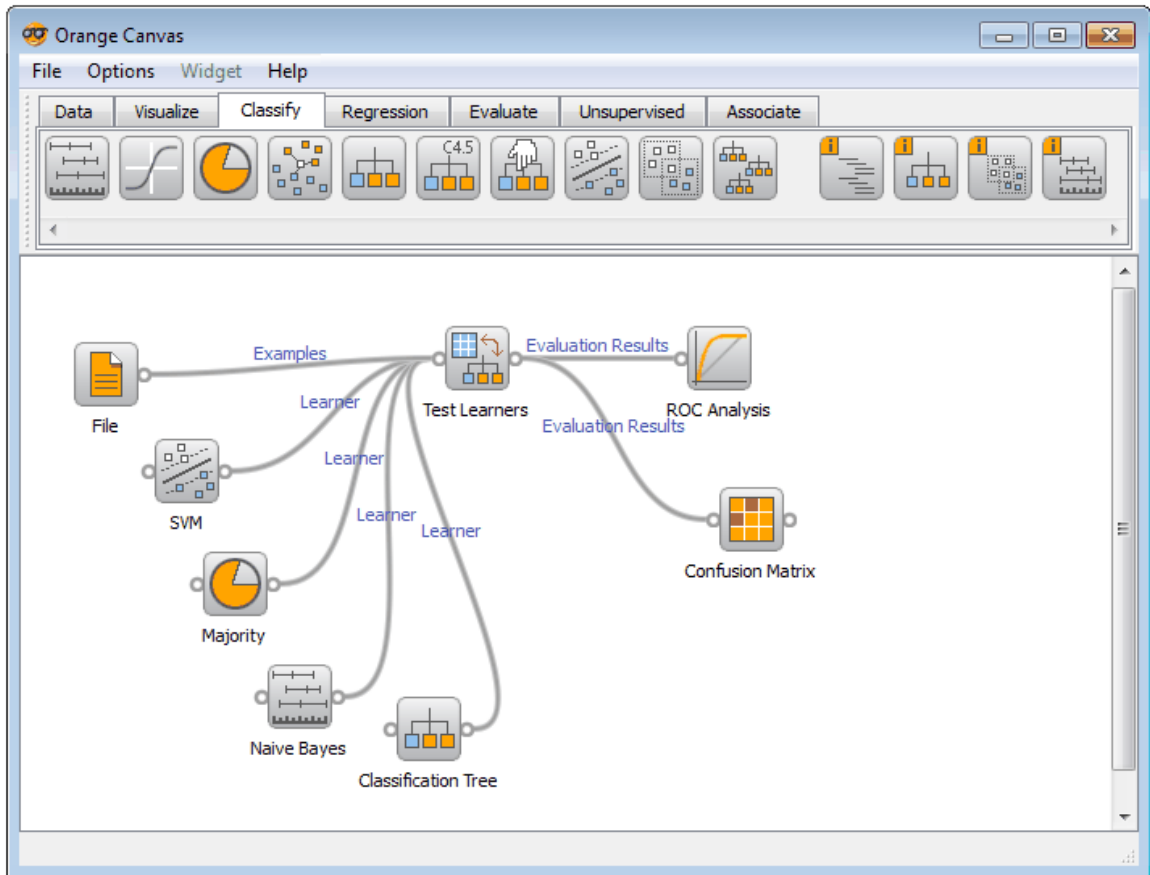 Orange Canvas
File Options Widget Help
Data Visualize Classify Regression Evaluate Unsupervised Associate
C4.5
i i i i
Examples
Evaluation Results
File
Learner
Test Learners
ROC Analysis
Evaluation Results
Learner
SVM
Learner
Learner
Confusion Matrix
Majority
Naive Bayes
Classification Tree